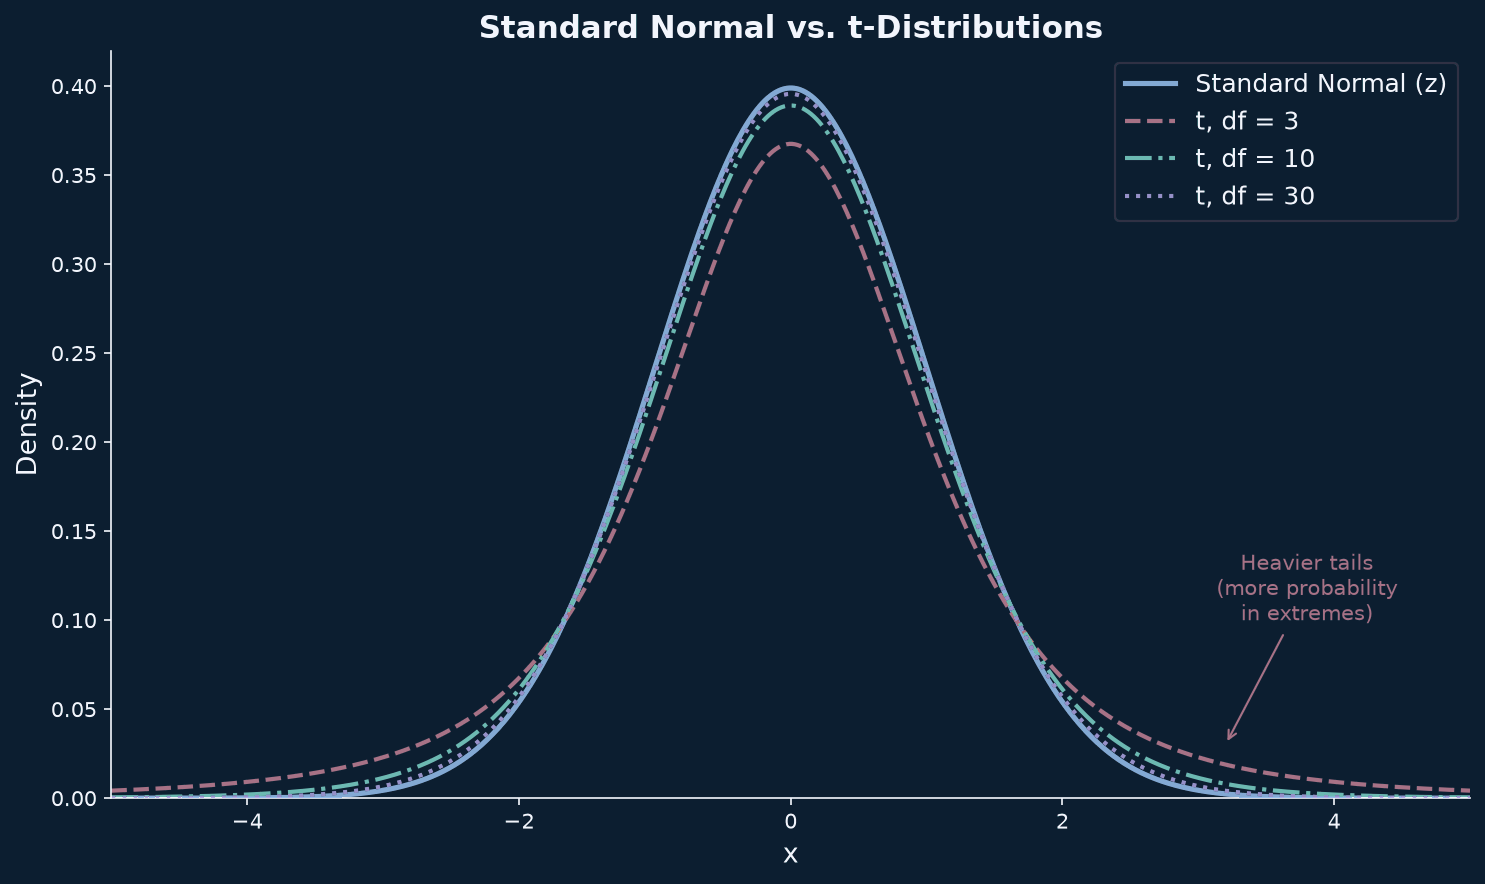 Standard Normal vs. t-Distributions
Standard Normal (z)
t, df = 3
t, df = 10
t, df = 30
Heavier tails
(more probability
in extremes)
Density
0.40
0.35
0.30
0.25
0.20
0.15
0.10
0.05
0.00
−4
−2
0
2
4
x